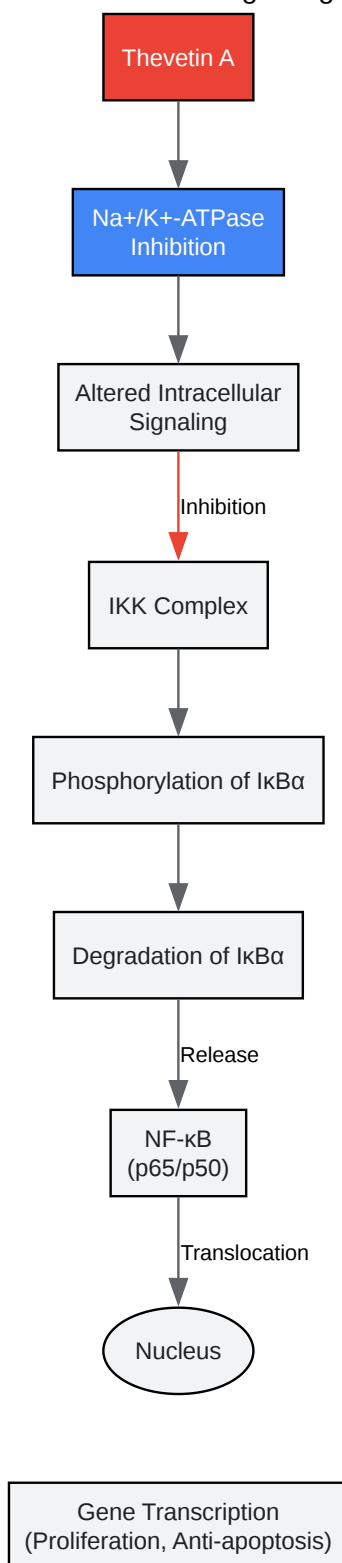 Thevetin A
Na+/K+-ATPase
Inhibition
Altered Intracellular
Signaling
Inhibition
IKK Complex
Phosphorylation of IκBα
Degradation of IκBα
Release
NF-κB
(p65/p50)
Translocation
Nucleus
Gene Transcription
(Proliferation, Anti-apoptosis)